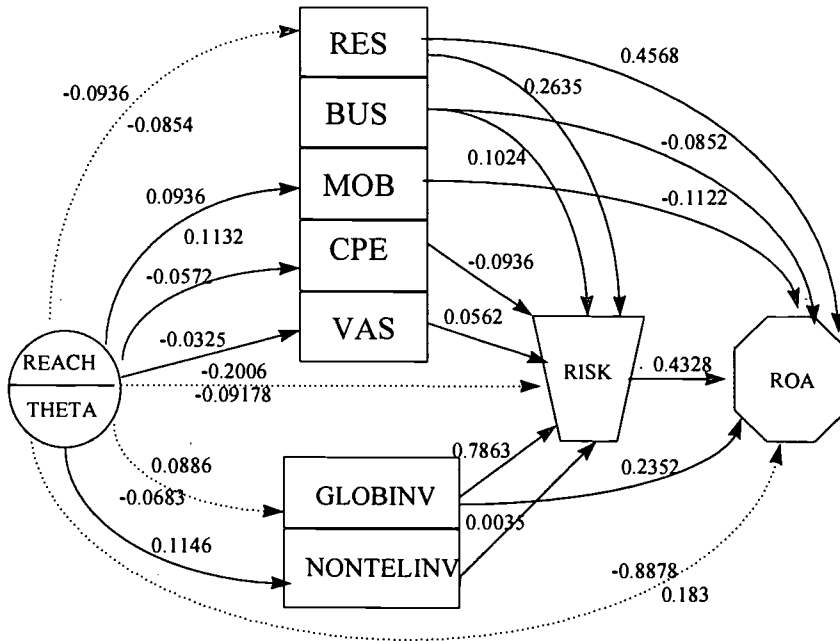 RES
0.4568
-0.0936
0.2635
-0.0854
BUS
-0.0852
0.1024
MOB
0.0936
-0.1122
0.1132
CPE
-0.0572
-0.0936
VAS
0.0562
-0.0325
REACH
-0.2006
RISK
0.4328
ROA
THETA
-0.09178
0.7863
0.0886
0.2352
GLOBINV
-0.0683
0.0035
0.1146
NONTELINV
-0.8878
0.183